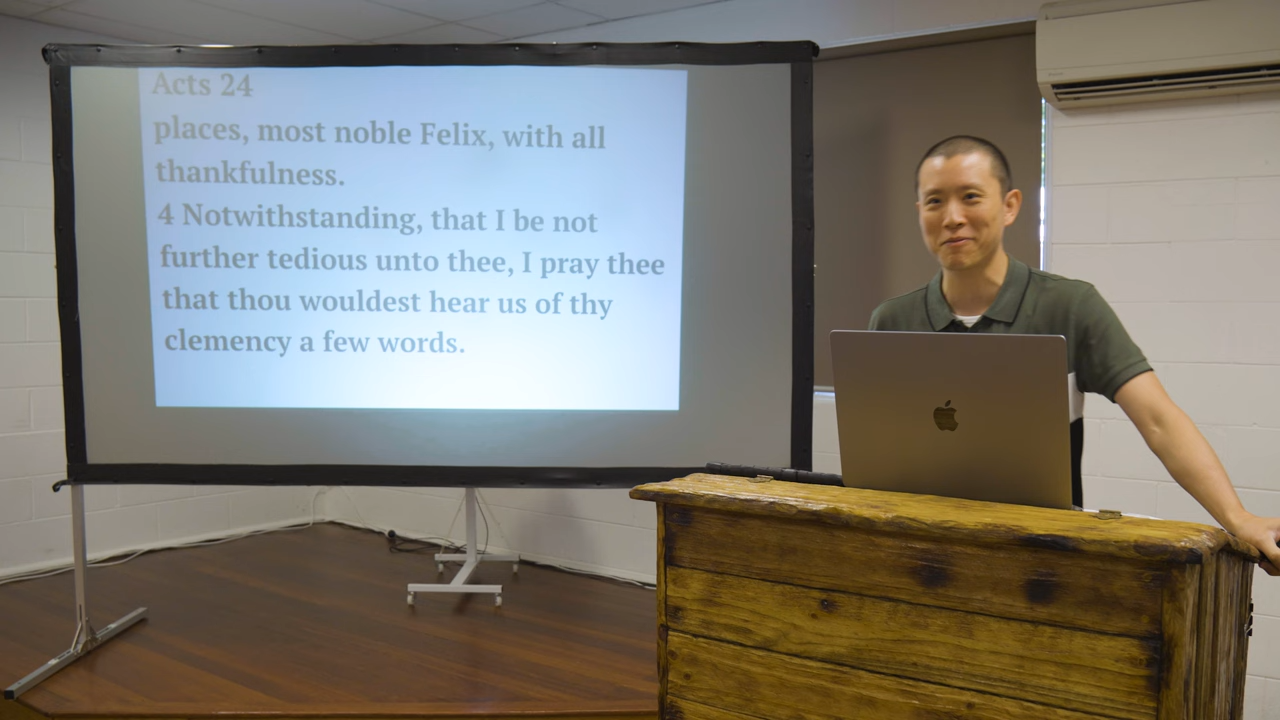 Acts 24
places, most noble Felix, with all
thankfulness.
4 Notwithstanding, that I be not
further tedious unto thee, I pray thee
that thou wouldest hear us of thy
clemency a few words.